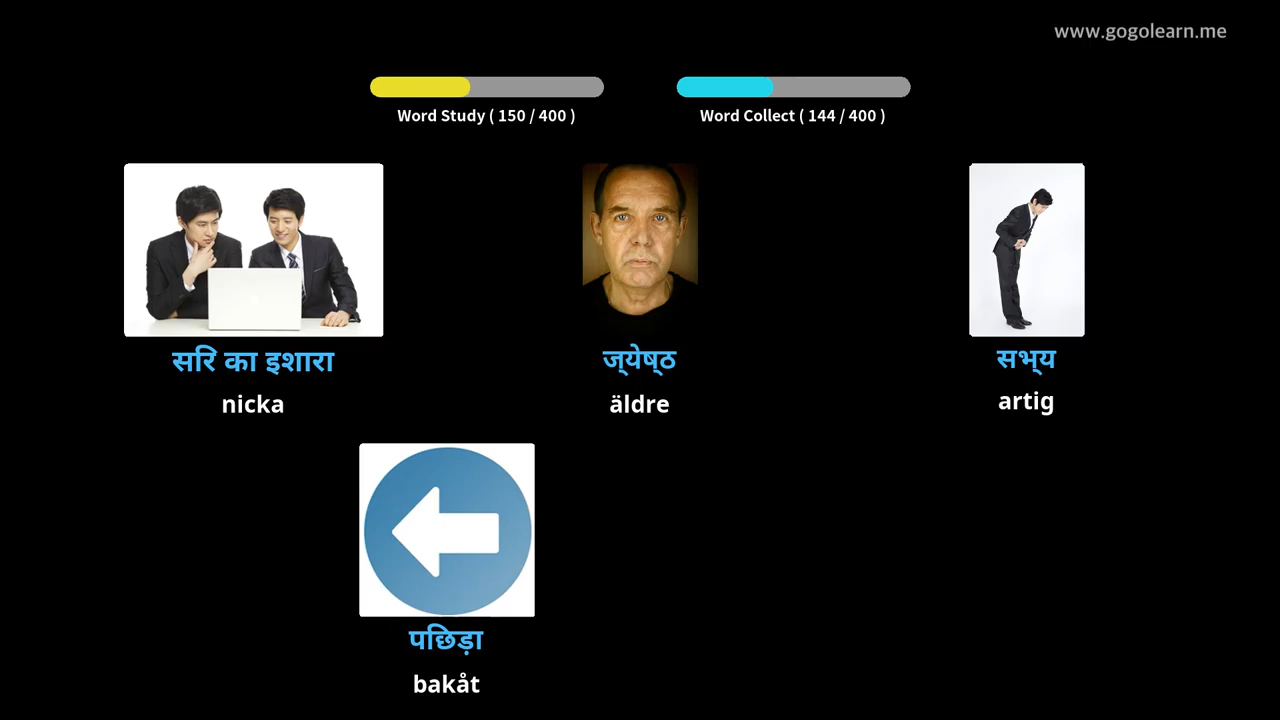 www.gogolearn.me
Word Study ( 150 / 400 )
Word Collect ( 144 / 400 )
सरि का इशारा
nicka
ज्येष्ठ
äldre
सभ्य
artig
पछिड़ा
bakåt